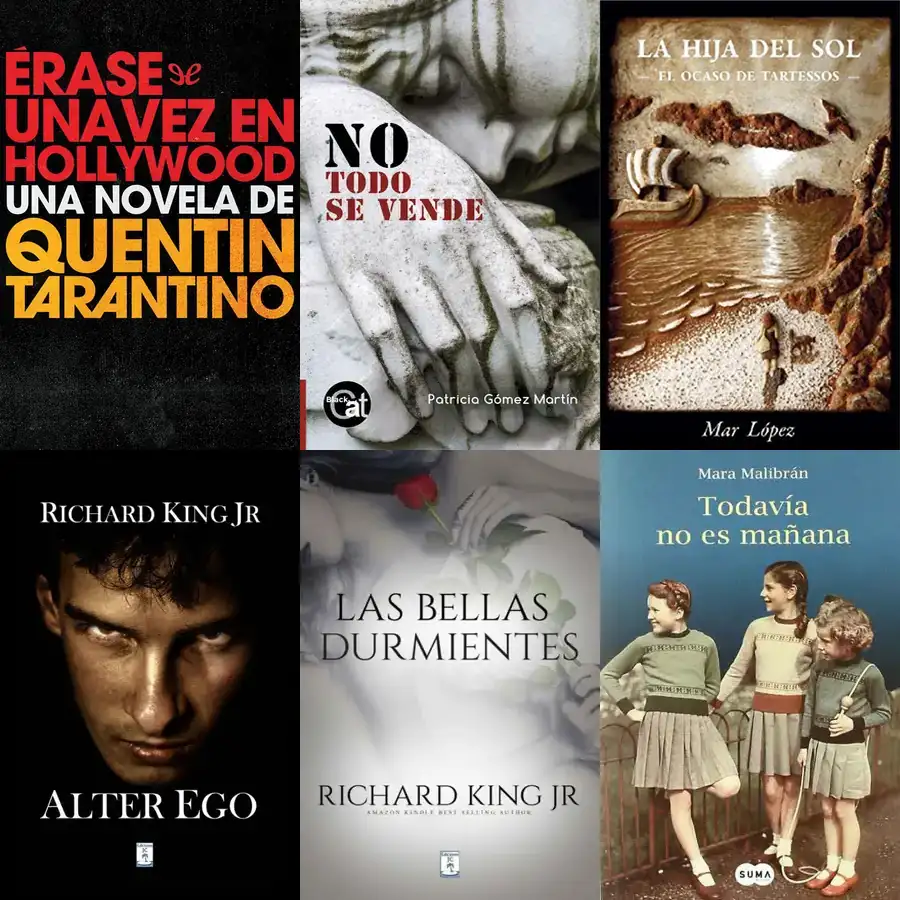 ÉRASE
UNA VEZ EN
HOLLYWOOD
UNA NOVELA DE
QUENTIN
TARANTINO
NO
TODO
SE VENDE
Black
Cat
Patricia Gómez Martín
LA HIJA DEL SOL
— EL OCASO DE TARTESSOS —
Mar López
RICHARD KING JR
ALTER EGO
LAS BELLAS
DURMIENTES
RICHARD KING JR
AMAZON KINDLE BEST SELLING AUTHOR
Mara Malibrán
Todavía
no es mañana
SUMA